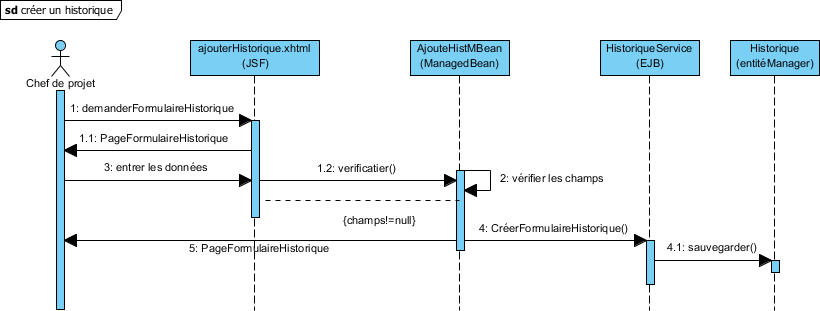 sd créer un historique
ajouterHistorique.xhtml
(JSF)
AjouteHistMBean
(ManagedBean)
HistoriqueService
(EJB)
Historique
(entitéManager)
Chef de projet
1: demanderFormulaireHistorique
1.1: PageFormulaireHistorique
3: entrer les données
1.2: verificatier()
2: vérifier les champs
{champs!=null}
4: CréerFormulaireHistorique()
5: PageFormulaireHistorique
4.1: sauvegarder()